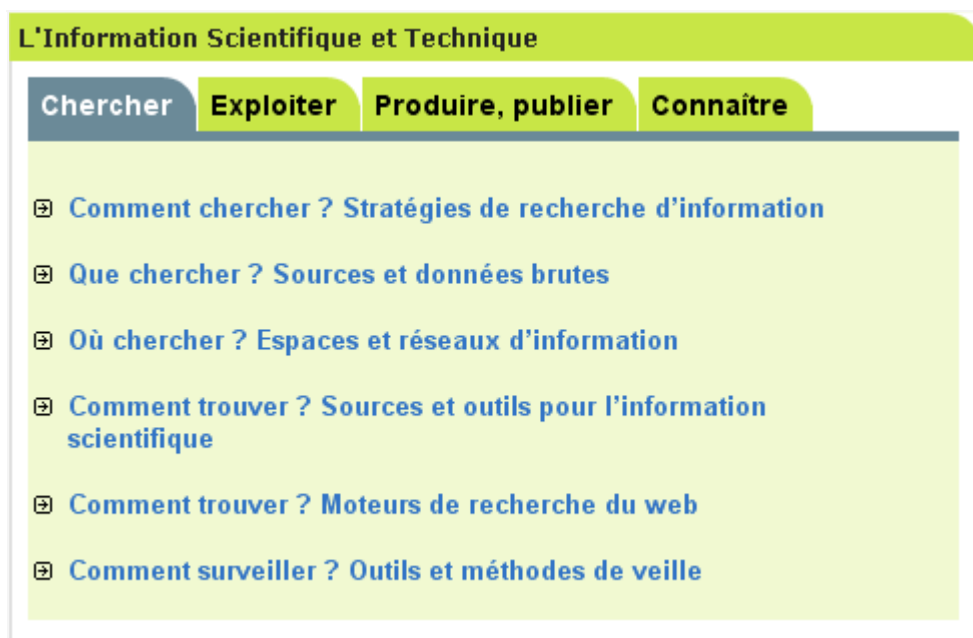 L'Information Scientifique et Technique
Chercher Exploiter Produire, publier Connaître
Comment chercher ? Stratégies de recherche d’information
Que chercher ? Sources et données brutes
Où chercher ? Espaces et réseaux d’information
Comment trouver ? Sources et outils pour l’information
scientifique
Comment trouver ? Moteurs de recherche du web
Comment surveiller ? Outils et méthodes de veille